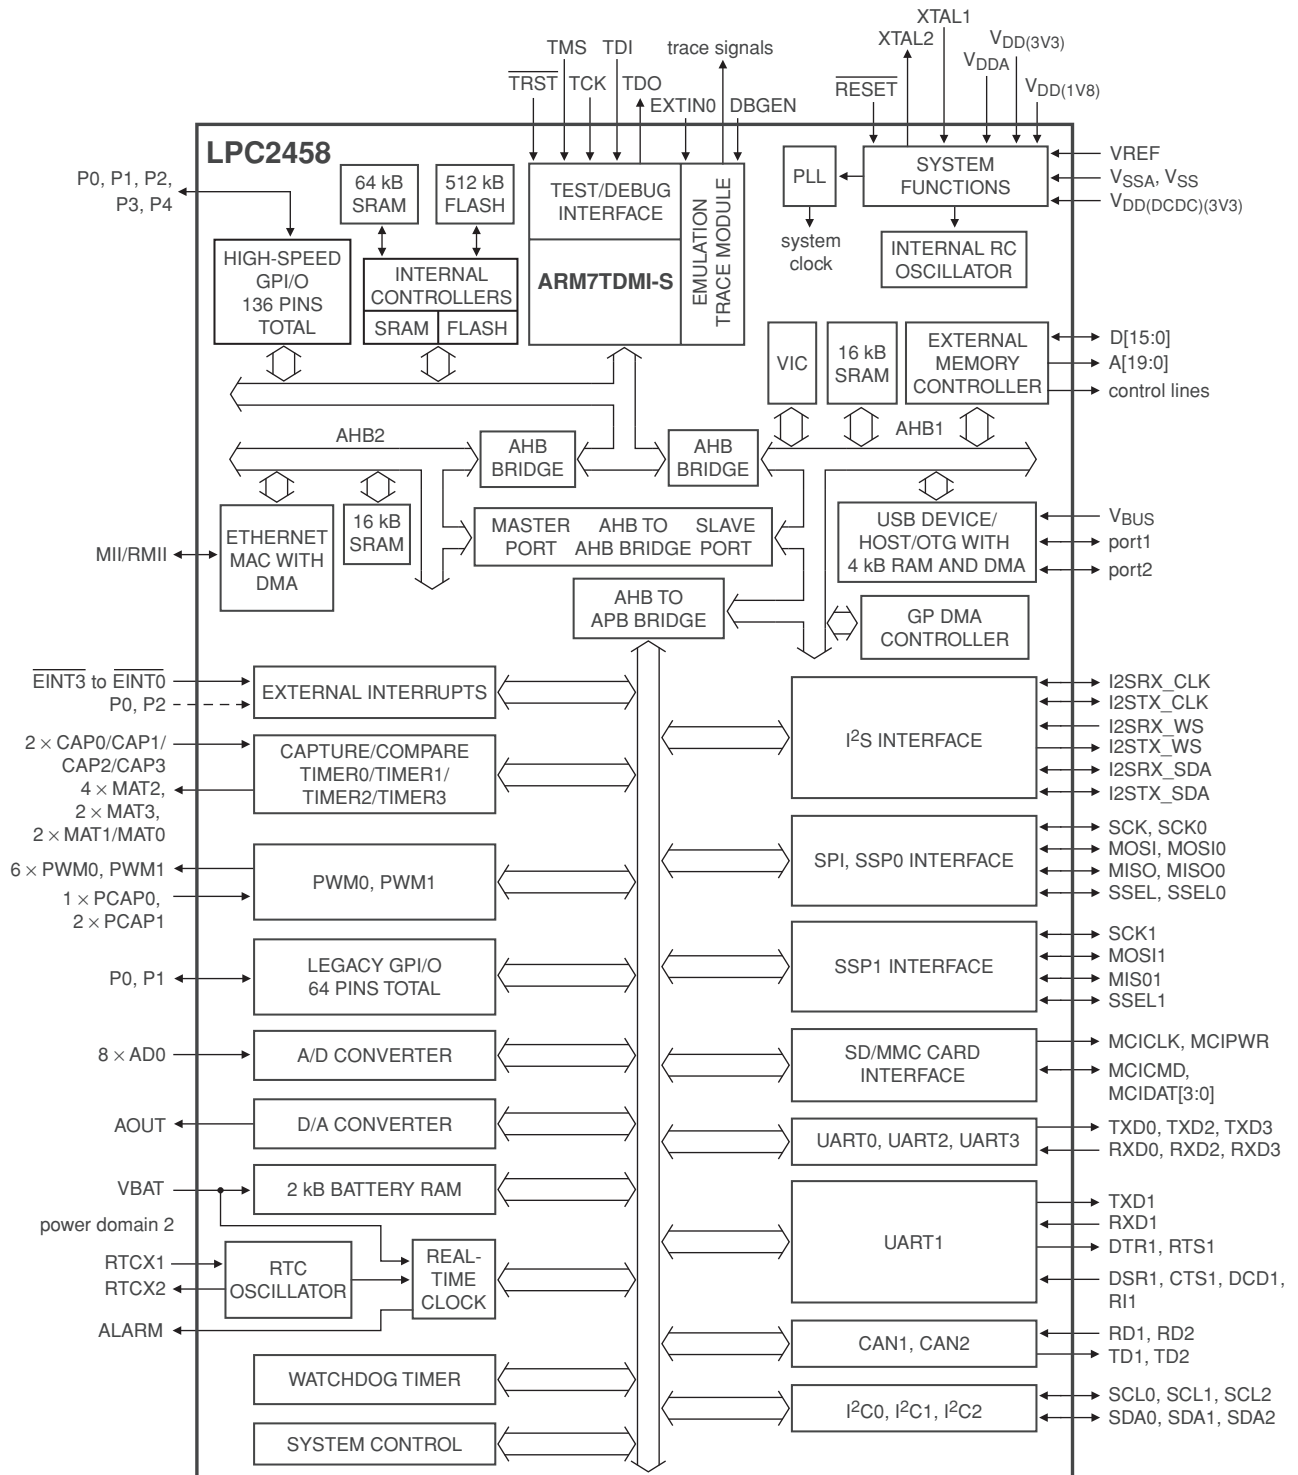 XTAL1
XTAL2
VDD(3V3)
VDDA
VDD(1V8)
RESET
TMS TDI trace signals
TRST TCK TDO
EXTIN0 DBGEN
LPC2458
P0, P1, P2,
P3, P4
64 kB
SRAM
512 kB
FLASH
TEST/DEBUG
INTERFACE
EMULATION
TRACE MODULE
ARM7TDMI-S
PLL
SYSTEM
FUNCTIONS
VREF
VSSA, VSS
VDD(DCDC)(3V3)
system
clock
INTERNAL RC
OSCILLATOR
HIGH-SPEED
GPI/O
136 PINS
TOTAL
INTERNAL
CONTROLLERS
SRAM FLASH
VIC
16 kB
SRAM
EXTERNAL
MEMORY
CONTROLLER
D[15:0]
A[19:0]
control lines
AHB2
AHB
BRIDGE
AHB
BRIDGE
AHB1
ETHERNET
MAC WITH
DMA
16 kB
SRAM
MASTER
PORT
AHB TO
AHB BRIDGE
SLAVE
PORT
USB DEVICE/
HOST/OTG WITH
4 kB RAM AND DMA
VBUS
port1
port2
MII/RMII
AHB TO
APB BRIDGE
GP DMA
CONTROLLER
EINT3 to EINT0
P0, P2
EXTERNAL INTERRUPTS
2 × CAP0/CAP1/
CAP2/CAP3
4 × MAT2,
2 × MAT3,
2 × MAT1/MAT0
CAPTURE/COMPARE
TIMER0/TIMER1/
TIMER2/TIMER3
I2S INTERFACE
I2SRX_CLK
I2STX_CLK
I2SRX_WS
I2STX_WS
I2SRX_SDA
I2STX_SDA
6 × PWM0, PWM1
1 × PCAP0,
2 × PCAP1
PWM0, PWM1
SPI, SSP0 INTERFACE
SCK, SCK0
MOSI, MOSI0
MISO, MISO0
SSEL, SSEL0
P0, P1
LEGACY GPI/O
64 PINS TOTAL
SSP1 INTERFACE
SCK1
MOSI1
MIS01
SSEL1
8 × AD0
A/D CONVERTER
SD/MMC CARD
INTERFACE
MCICLK, MCIPWR
MCICMD,
MCIDAT[3:0]
AOUT
D/A CONVERTER
UART0, UART2, UART3
TXD0, TXD2, TXD3
RXD0, RXD2, RXD3
VBAT
2 kB BATTERY RAM
power domain 2
RTCX1
RTCX2
RTC
OSCILLATOR
REAL-
TIME
CLOCK
ALARM
UART1
TXD1
RXD1
DTR1, RTS1
DSR1, CTS1, DCD1,
RI1
CAN1, CAN2
RD1, RD2
TD1, TD2
WATCHDOG TIMER
I2C0, I2C1, I2C2
SCL0, SCL1, SCL2
SDA0, SDA1, SDA2
SYSTEM CONTROL